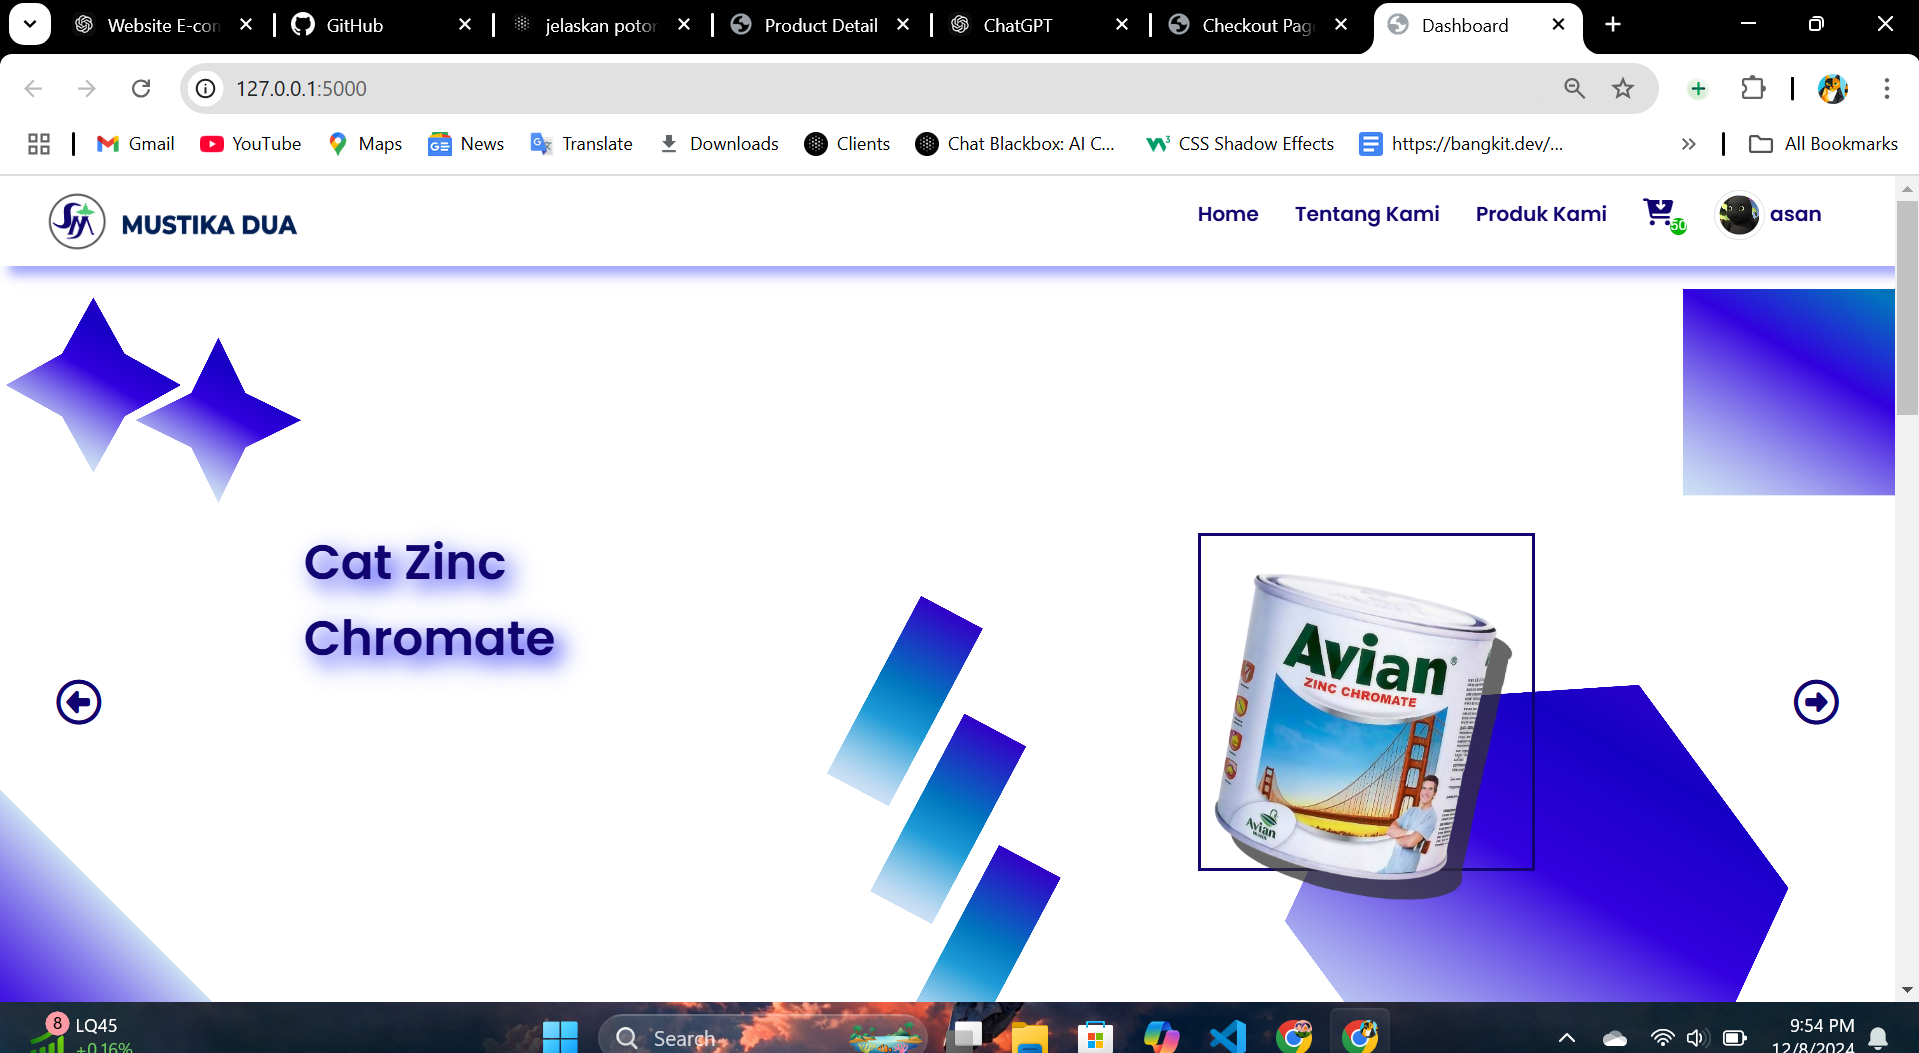 Website E-con
GitHub
jelaskan poton
Product Detail
ChatGPT
Checkout Page
Dashboard
127.0.0.1:5000
Gmail
YouTube
Maps
News
Translate
Downloads
Clients
Chat Blackbox: AI C...
CSS Shadow Effects
https://bangkit.dev/...
All Bookmarks
MUSTIKA DUA
Home
Tentang Kami
Produk Kami
50
asan
Cat Zinc
Chromate
Avian
ZINC CHROMATE
Avian
8
LQ45
+0.16%
Search
9:54 PM
12/8/2024